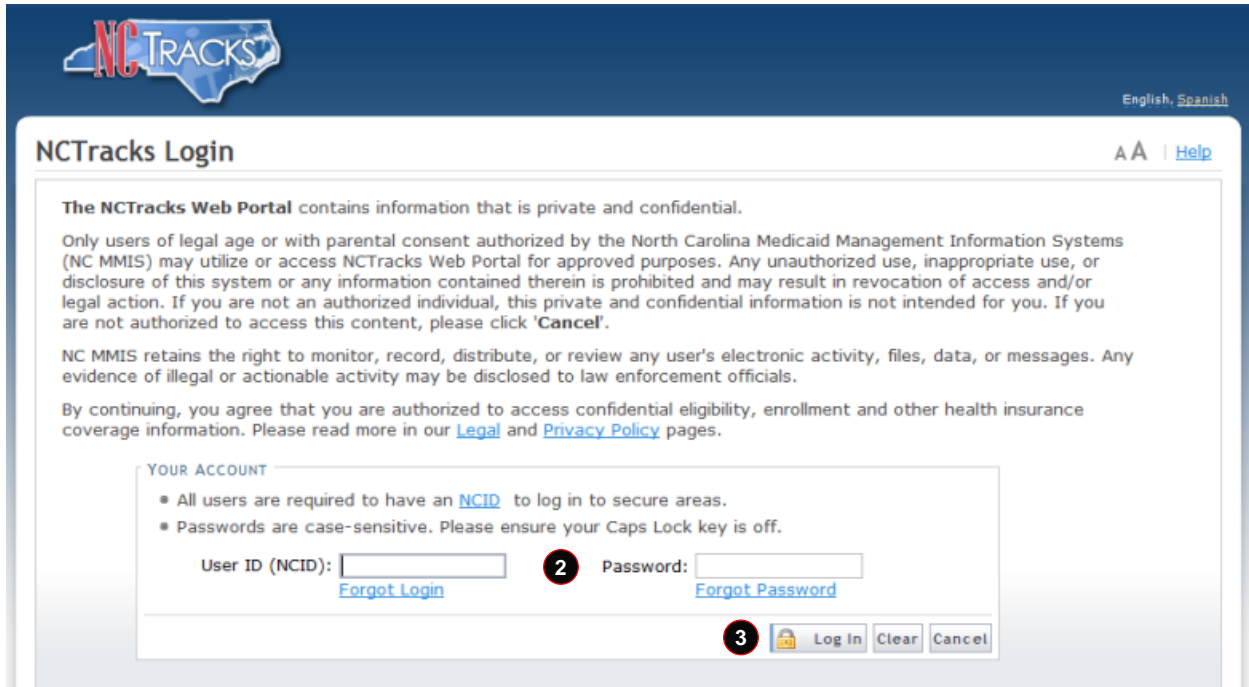 NCTRACKS
English, Spanish
NCTracks Login
A A | Help
The NCTracks Web Portal contains information that is private and confidential.
Only users of legal age or with parental consent authorized by the North Carolina Medicaid Management Information Systems
(NC MMIS) may utilize or access NCTracks Web Portal for approved purposes. Any unauthorized use, inappropriate use, or
disclosure of this system or any information contained therein is prohibited and may result in revocation of access and/or
legal action. If you are not an authorized individual, this private and confidential information is not intended for you. If you
are not authorized to access this content, please click 'Cancel'.
NC MMIS retains the right to monitor, record, distribute, or review any user's electronic activity, files, data, or messages. Any
evidence of illegal or actionable activity may be disclosed to law enforcement officials.
By continuing, you agree that you are authorized to access confidential eligibility, enrollment and other health insurance
coverage information. Please read more in our Legal and Privacy Policy pages.
YOUR ACCOUNT
All users are required to have an NCID to log in to secure areas.
Passwords are case-sensitive. Please ensure your Caps Lock key is off.
User ID (NCID): 2 Password:
Forgot Login Forgot Password
3 Log In Clear Cancel